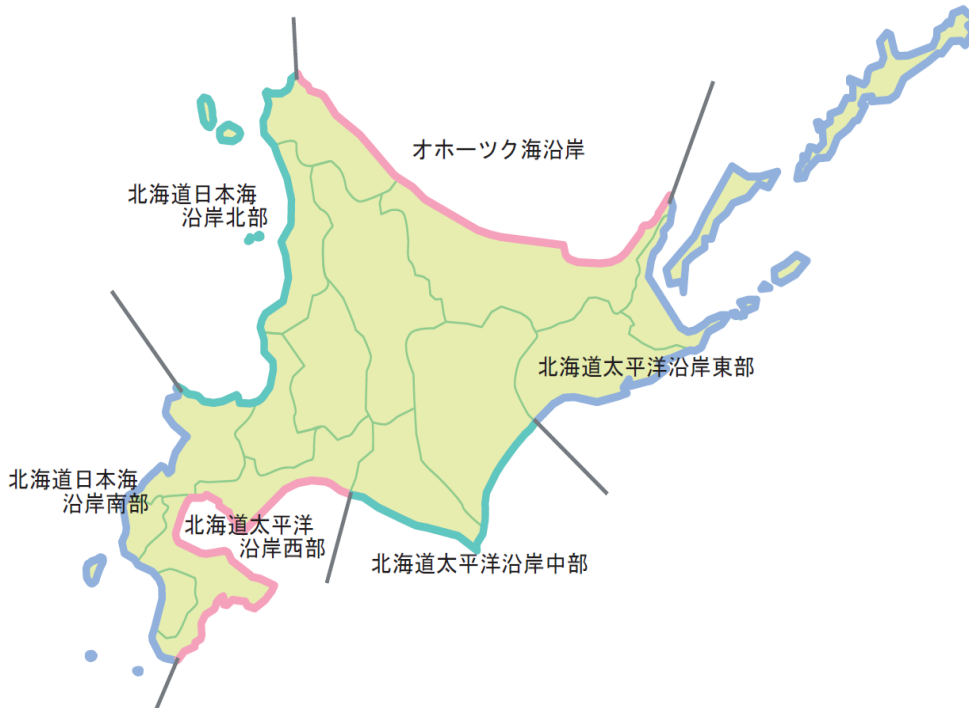 オホーツク海沿岸
北海道日本海
沿岸北部
北海道太平洋沿岸東部
北海道日本海
沿岸南部
北海道太平洋
沿岸西部
北海道太平洋沿岸中部